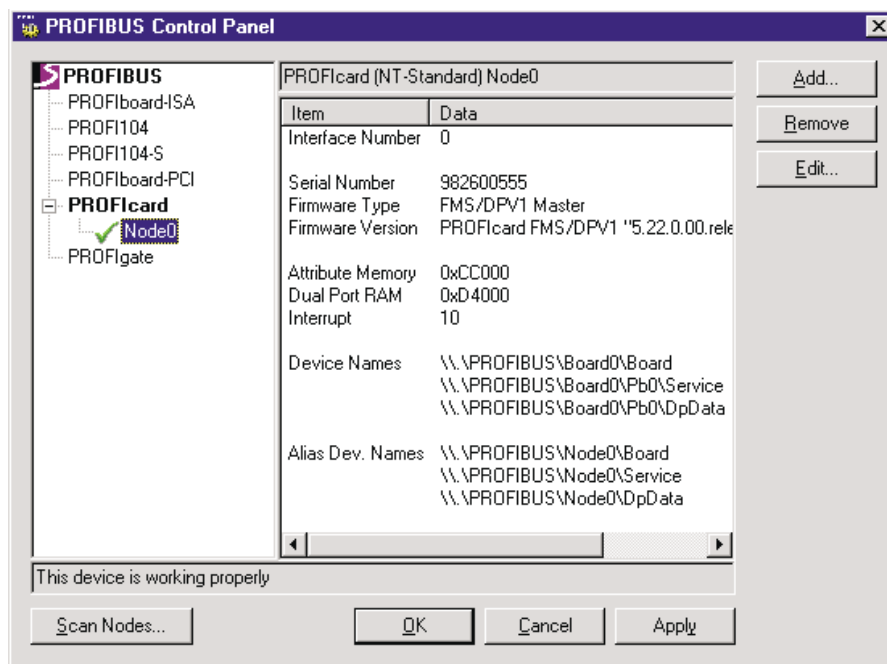 PROFIBUS Control Panel
PROFIBUS
PROFIboard-ISA
PROFI104
PROFI104-S
PROFIboard-PCI
PROFIcard
Node0
PROFIgate
PROFIcard (NT-Standard) Node0
Item Data
Interface Number 0
Serial Number 982600555
Firmware Type FMS/DPV1 Master
Firmware Version PROFIcard FMS/DPV1 "5.22.0.00.rele
Attribute Memory 0xCC000
Dual Port RAM 0xD4000
Interrupt 10
Device Names \\.\PROFIBUS\Board0\Board
\\.\PROFIBUS\Board0\Pb0\Service
\\.\PROFIBUS\Board0\Pb0\DpData
Alias Dev. Names \\.\PROFIBUS\Node0\Board
\\.\PROFIBUS\Node0\Service
\\.\PROFIBUS\Node0\DpData
Add...
Remove
Edit...
This device is working properly
Scan Nodes... OK Cancel Apply